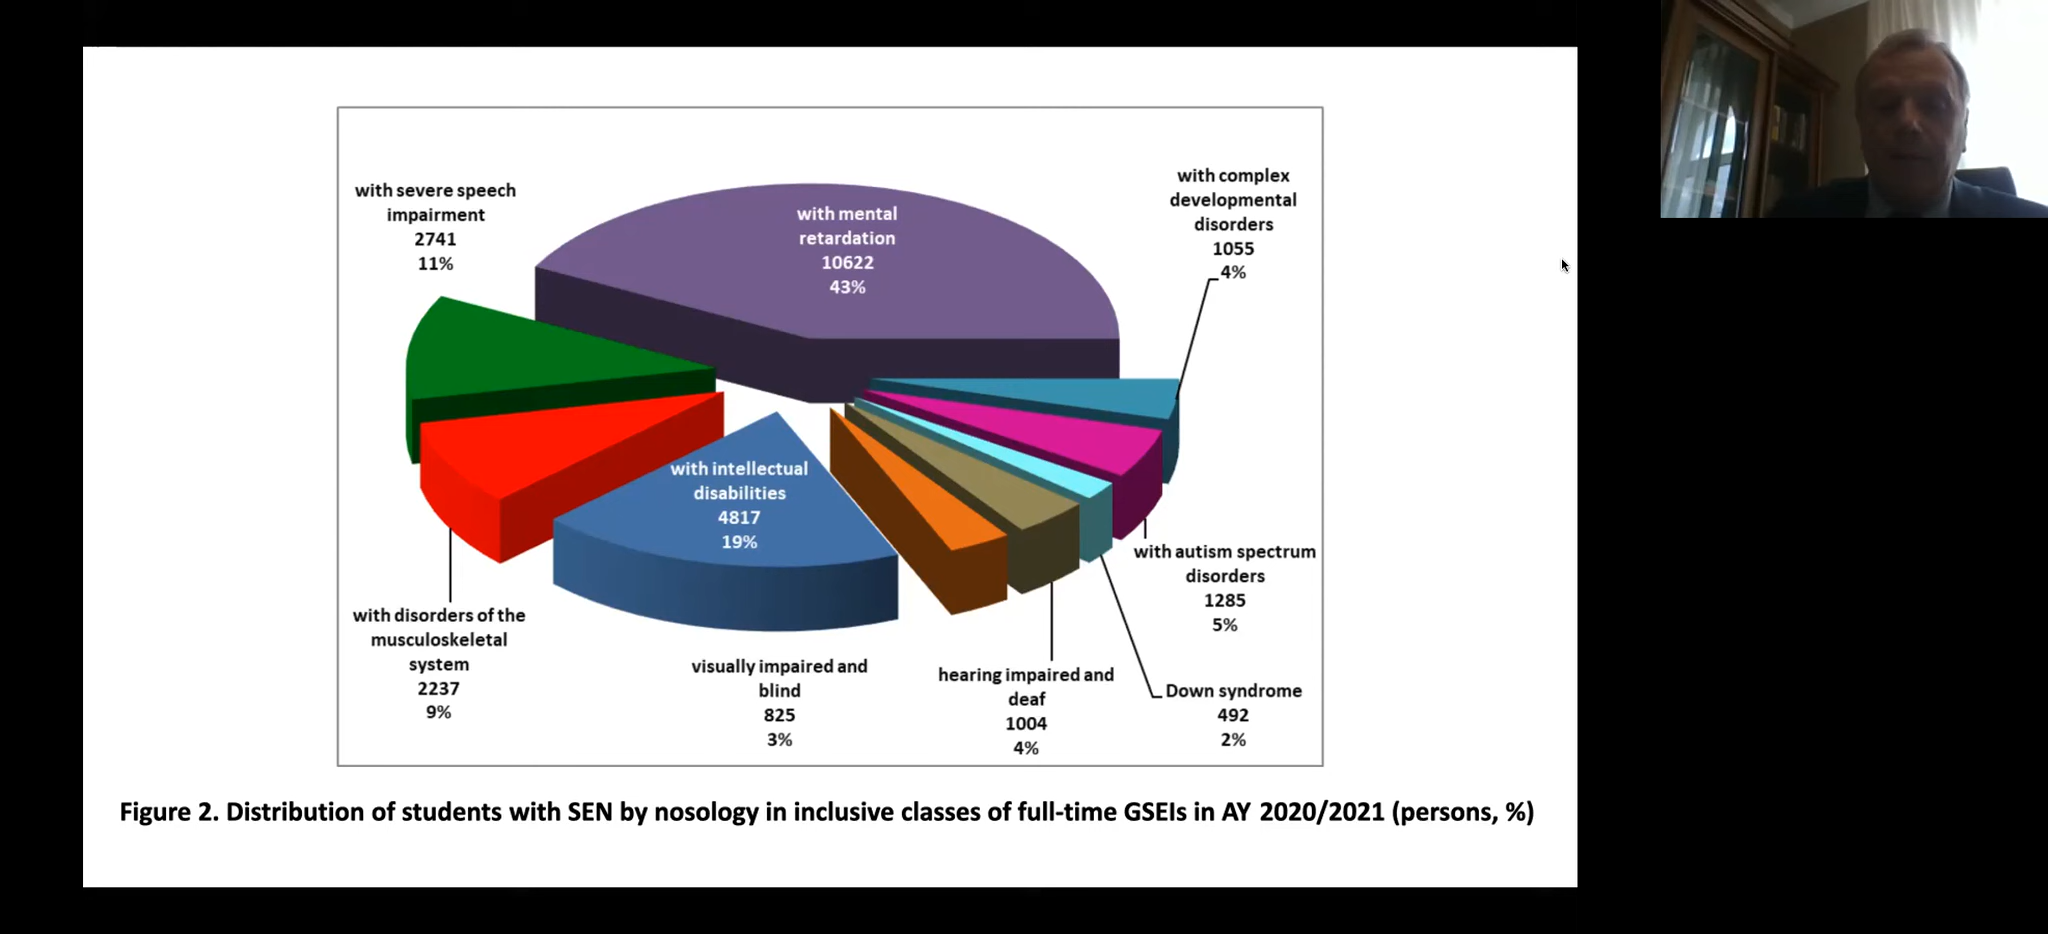 with severe speech
impairment
2741
11%
with mental
retardation
10622
43%
with complex
developmental
disorders
1055
4%
with intellectual
disabilities
4817
19%
with autism spectrum
disorders
1285
5%
with disorders of the
musculoskeletal
system
2237
9%
visually impaired and
blind
825
3%
hearing impaired and
deaf
1004
4%
Down syndrome
492
2%
Figure 2. Distribution of students with SEN by nosology in inclusive classes of full-time GSEIs in AY 2020/2021 (persons, %)